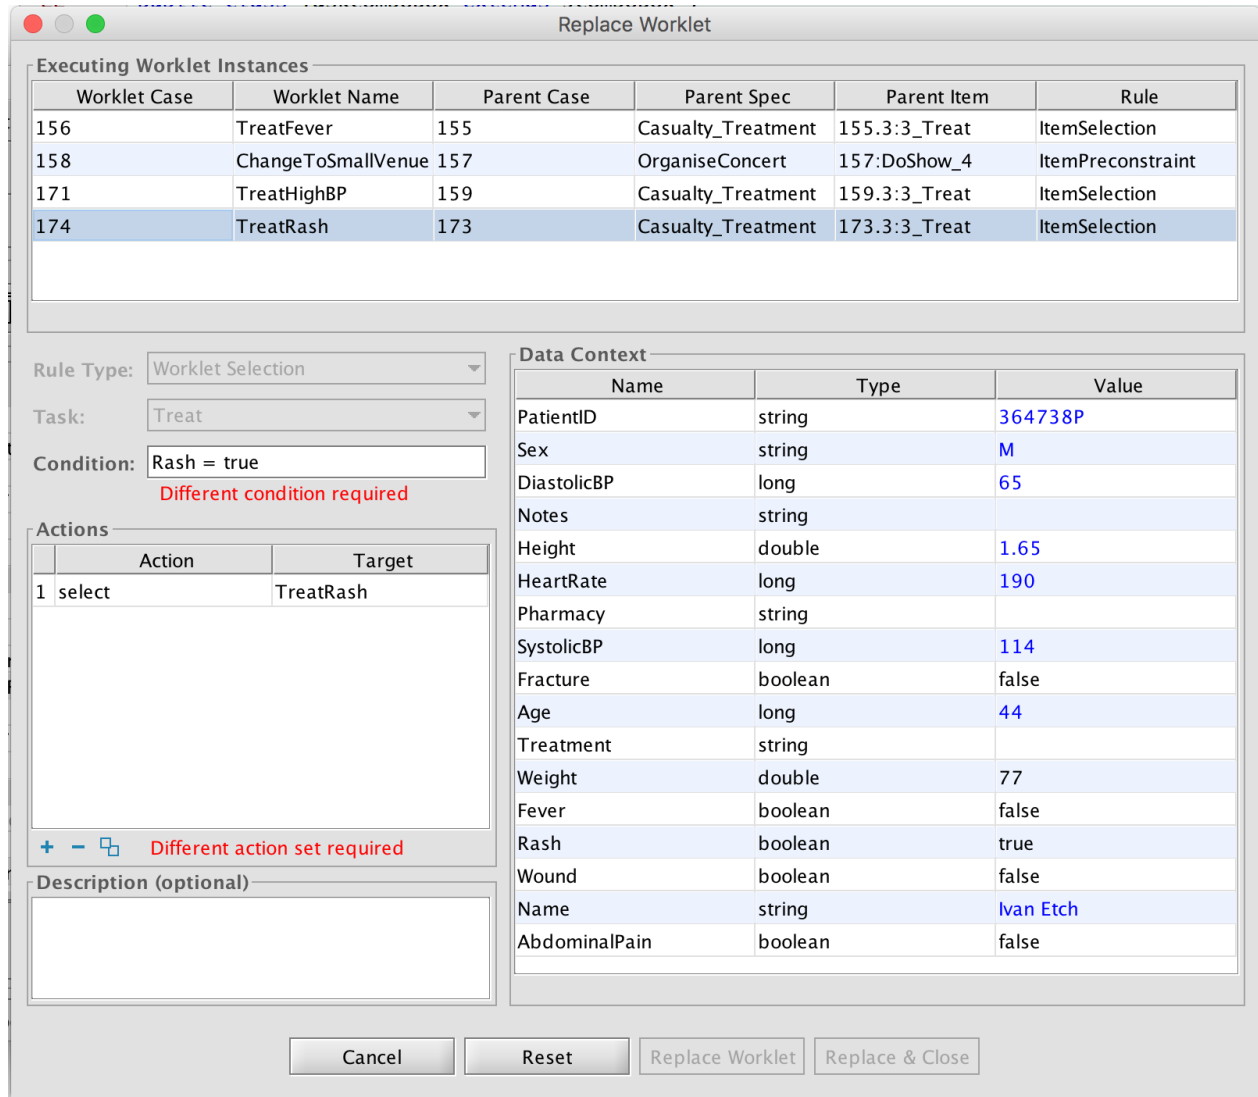 Replace Worklet
Executing Worklet Instances
Worklet Case Worklet Name Parent Case Parent Spec Parent Item Rule
156 TreatFever 155 Casualty_Treatment 155.3:3_Treat ItemSelection
158 ChangeToSmallVenue 157 OrganiseConcert 157:DoShow_4 ItemPreconstraint
171 TreatHighBP 159 Casualty_Treatment 159.3:3_Treat ItemSelection
174 TreatRash 173 Casualty_Treatment 173.3:3_Treat ItemSelection
Rule Type: Worklet Selection
Task: Treat
Condition: Rash = true
Different condition required
Actions
Action Target
1 select TreatRash
+ − Different action set required
Description (optional)
Data Context
Name Type Value
PatientID string 364738P
Sex string M
DiastolicBP long 65
Notes string
Height double 1.65
HeartRate long 190
Pharmacy string
SystolicBP long 114
Fracture boolean false
Age long 44
Treatment string
Weight double 77
Fever boolean false
Rash boolean true
Wound boolean false
Name string Ivan Etch
AbdominalPain boolean false
Cancel Reset Replace Worklet Replace & Close